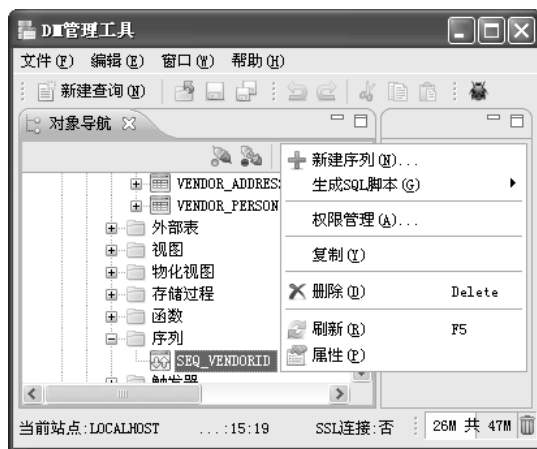 DM管理工具
文件(F) 编辑(E) 窗口(W) 帮助(H)
新建查询(N)
对象导航
VENDOR_ADDRES
VENDOR_PERSON
外部表
视图
物化视图
存储过程
函数
序列
SEQ_VENDORID
触发器
新建序列(N)...
生成SQL脚本(G)
权限管理(A)...
复制(Y)
删除(D) Delete
刷新(R) F5
属性(P)
当前站点:LOCALHOST ...:15:19 SSL连接:否 26M 共 47M